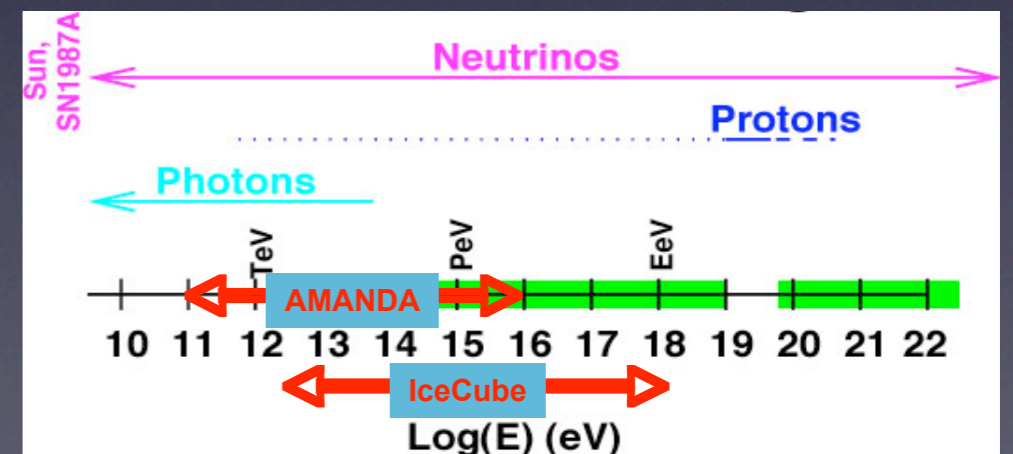 Sun,
SN1987A
Neutrinos
Protons
Photons
TeV
PeV
EeV
AMANDA
10 11 12 13 14 15 16 17 18 19 20 21 22
IceCube
Log(E) (eV)